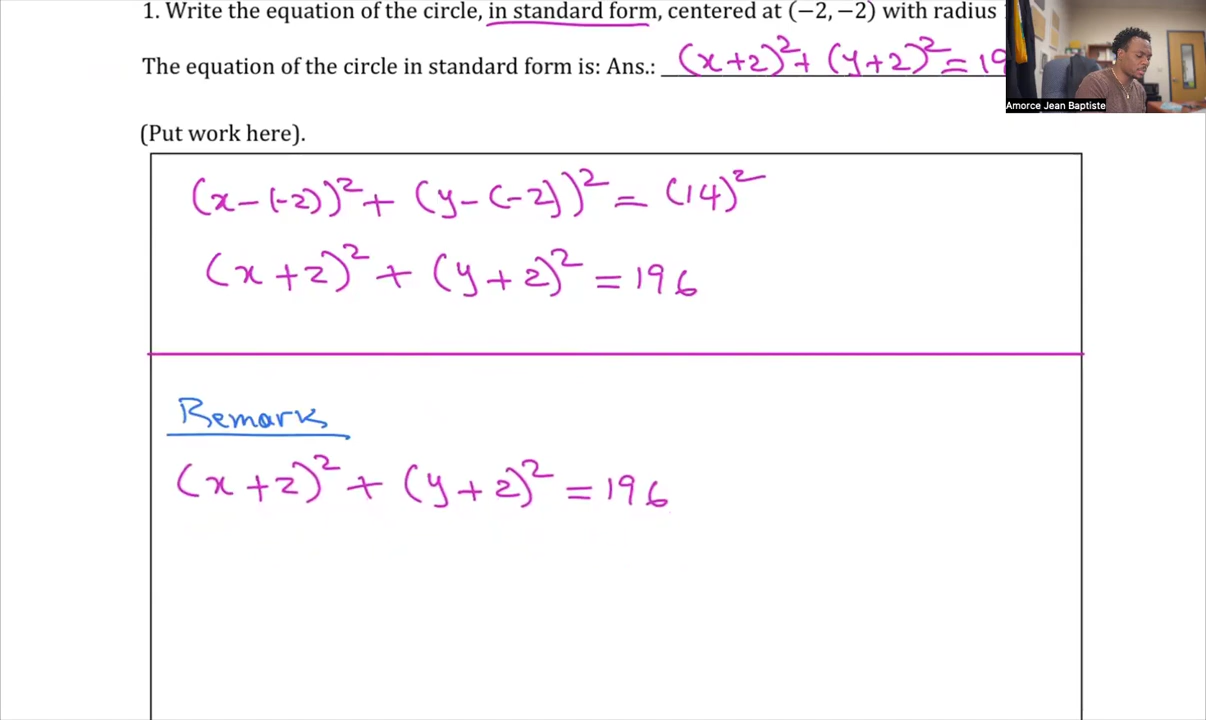 1. Write the equation of the circle, in standard form, centered at (−2, −2) with radius
The equation of the circle in standard form is: Ans.: (x+2)²+ (y+2)²=19
Amorce Jean Baptiste
(Put work here).
(x-(-2))²+ (y-(-2))² = (14)²
(x+2)² + (y+2)² = 196
Remark
(x+2)² + (y+2)² = 196